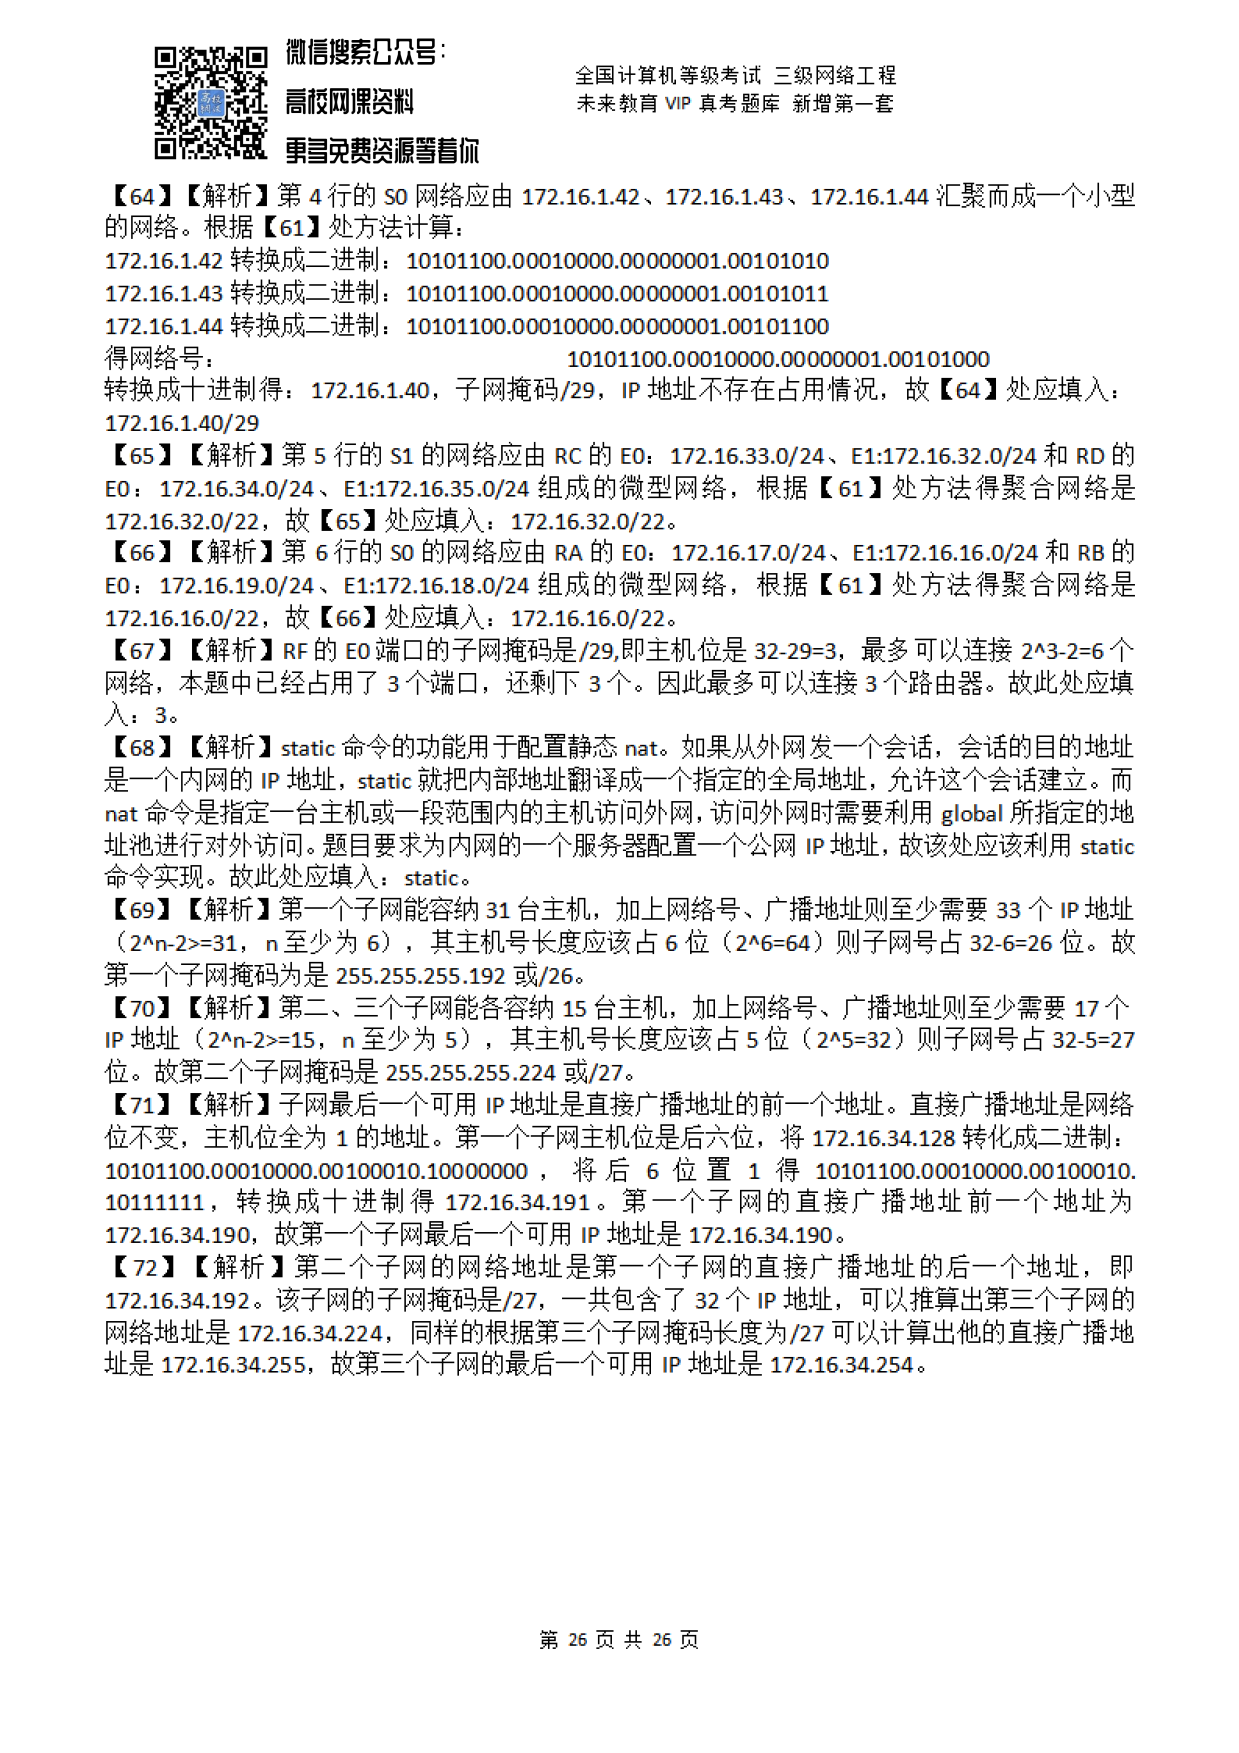 微信搜索公众号：
高校网课资料
更多免费资源等着你
全国计算机等级考试 三级网络工程
未来教育 VIP 真考题库 新增第一套
【64】【解析】第 4 行的 S0 网络应由 172.16.1.42、172.16.1.43、172.16.1.44 汇聚而成一个小型
的网络。根据【61】处方法计算：
172.16.1.42 转换成二进制：10101100.00010000.00000001.00101010
172.16.1.43 转换成二进制：10101100.00010000.00000001.00101011
172.16.1.44 转换成二进制：10101100.00010000.00000001.00101100
得网络号： 10101100.00010000.00000001.00101000
转换成十进制得：172.16.1.40，子网掩码/29，IP 地址不存在占用情况，故【64】处应填入：
172.16.1.40/29
【65】【解析】第 5 行的 S1 的网络应由 RC 的 E0：172.16.33.0/24、E1:172.16.32.0/24 和 RD 的
E0：172.16.34.0/24、E1:172.16.35.0/24 组成的微型网络，根据【61】处方法得聚合网络是
172.16.32.0/22，故【65】处应填入：172.16.32.0/22。
【66】【解析】第 6 行的 S0 的网络应由 RA 的 E0：172.16.17.0/24、E1:172.16.16.0/24 和 RB 的
E0：172.16.19.0/24、E1:172.16.18.0/24 组成的微型网络，根据【61】处方法得聚合网络是
172.16.16.0/22，故【66】处应填入：172.16.16.0/22。
【67】【解析】RF 的 E0 端口的子网掩码是/29,即主机位是 32-29=3，最多可以连接 2^3-2=6 个
网络，本题中已经占用了 3 个端口，还剩下 3 个。因此最多可以连接 3 个路由器。故此处应填
入：3。
【68】【解析】static 命令的功能用于配置静态 nat。如果从外网发一个会话，会话的目的地址
是一个内网的 IP 地址，static 就把内部地址翻译成一个指定的全局地址，允许这个会话建立。而
nat 命令是指定一台主机或一段范围内的主机访问外网，访问外网时需要利用 global 所指定的地
址池进行对外访问。题目要求为内网的一个服务器配置一个公网 IP 地址，故该处应该利用 static
命令实现。故此处应填入：static。
【69】【解析】第一个子网能容纳 31 台主机，加上网络号、广播地址则至少需要 33 个 IP 地址
（2^n-2>=31，n 至少为 6），其主机号长度应该占 6 位（2^6=64）则子网号占 32-6=26 位。故
第一个子网掩码为是 255.255.255.192 或/26。
【70】【解析】第二、三个子网能各容纳 15 台主机，加上网络号、广播地址则至少需要 17 个
IP 地址（2^n-2>=15，n 至少为 5），其主机号长度应该占 5 位（2^5=32）则子网号占 32-5=27
位。故第二个子网掩码是 255.255.255.224 或/27。
【71】【解析】子网最后一个可用 IP 地址是直接广播地址的前一个地址。直接广播地址是网络
位不变，主机位全为 1 的地址。第一个子网主机位是后六位，将 172.16.34.128 转化成二进制：
10101100.00010000.00100010.10000000 ，将后 6 位置 1 得 10101100.00010000.00100010.
10111111，转换成十进制得 172.16.34.191。第一个子网的直接广播地址前一个地址为
172.16.34.190，故第一个子网最后一个可用 IP 地址是 172.16.34.190。
【72】【解析】第二个子网的网络地址是第一个子网的直接广播地址的后一个地址，即
172.16.34.192。该子网的子网掩码是/27，一共包含了 32 个 IP 地址，可以推算出第三个子网的
网络地址是 172.16.34.224，同样的根据第三个子网掩码长度为/27 可以计算出他的直接广播地
址是 172.16.34.255，故第三个子网的最后一个可用 IP 地址是 172.16.34.254。
第 26 页 共 26 页